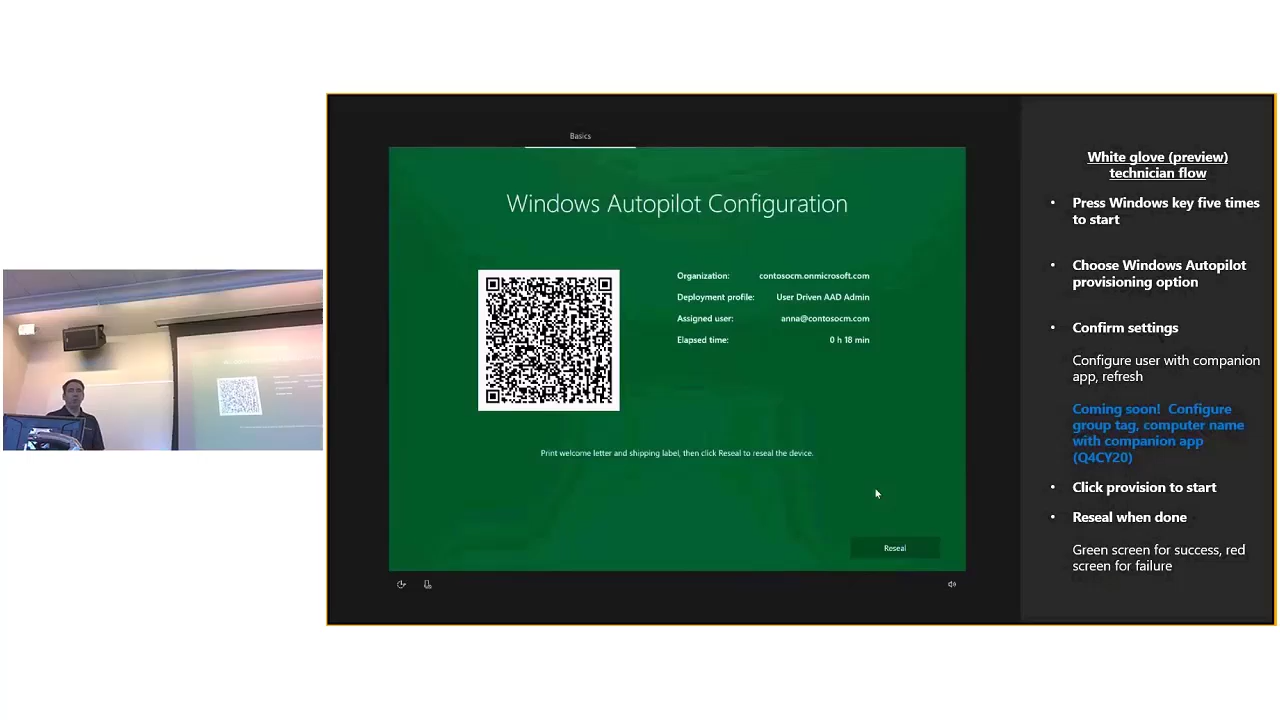 Basics
Windows Autopilot Configuration
Organization: contosocm.onmicrosoft.com
Deployment profile: User Driven AAD Admin
Assigned user: anna@contosocm.com
Elapsed time: 0 h 18 min
Print welcome letter and shipping label, then click Reseal to reseal the device.
Reseal
White glove (preview)
technician flow
• Press Windows key five times
to start
• Choose Windows Autopilot
provisioning option
• Confirm settings
Configure user with companion
app, refresh
Coming soon! Configure
group tag, computer name
with companion app
(Q4CY20)
• Click provision to start
• Reseal when done
Green screen for success, red
screen for failure